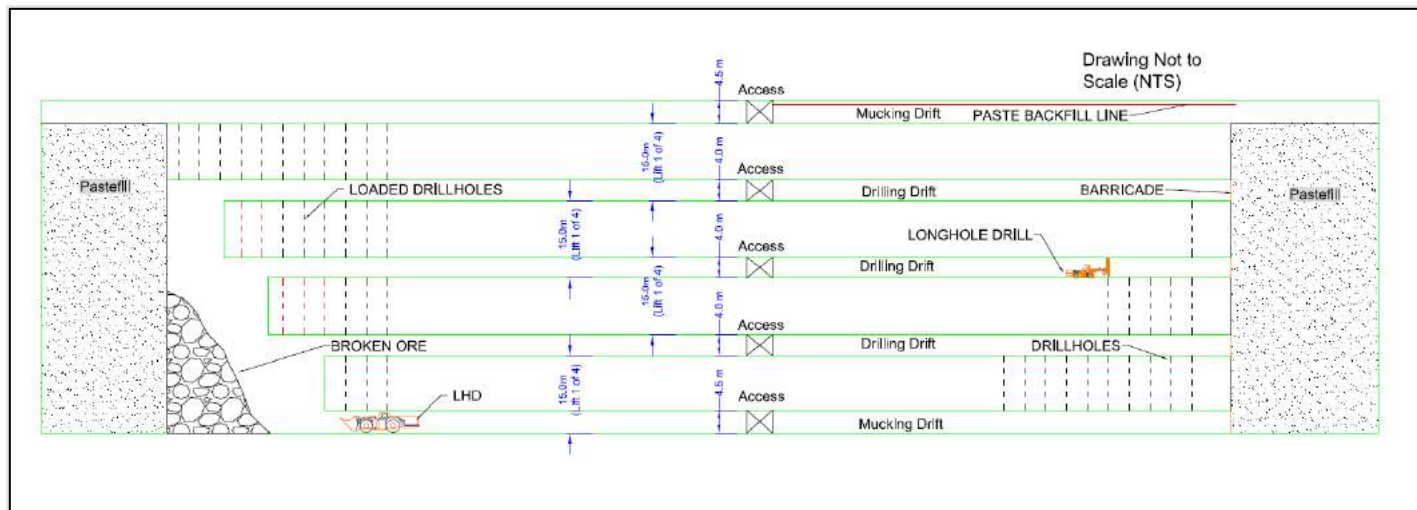 Drawing Not to
Scale (NTS)
4.5 m
Access
Mucking Drift
PASTE BACKFILL LINE
15.0m
(Lift 1 of 4)
4.0 m
Pastefill
LOADED DRILLHOLES
Access
Drilling Drift
BARRICADE
Pastefill
15.0m
(Lift 1 of 4)
4.0 m
LONGHOLE DRILL
Access
Drilling Drift
15.0m
(Lift 1 of 4)
4.0 m
BROKEN ORE
Access
Drilling Drift
DRILLHOLES
15.0m
(Lift 1 of 4)
4.5 m
LHD
Access
Mucking Drift